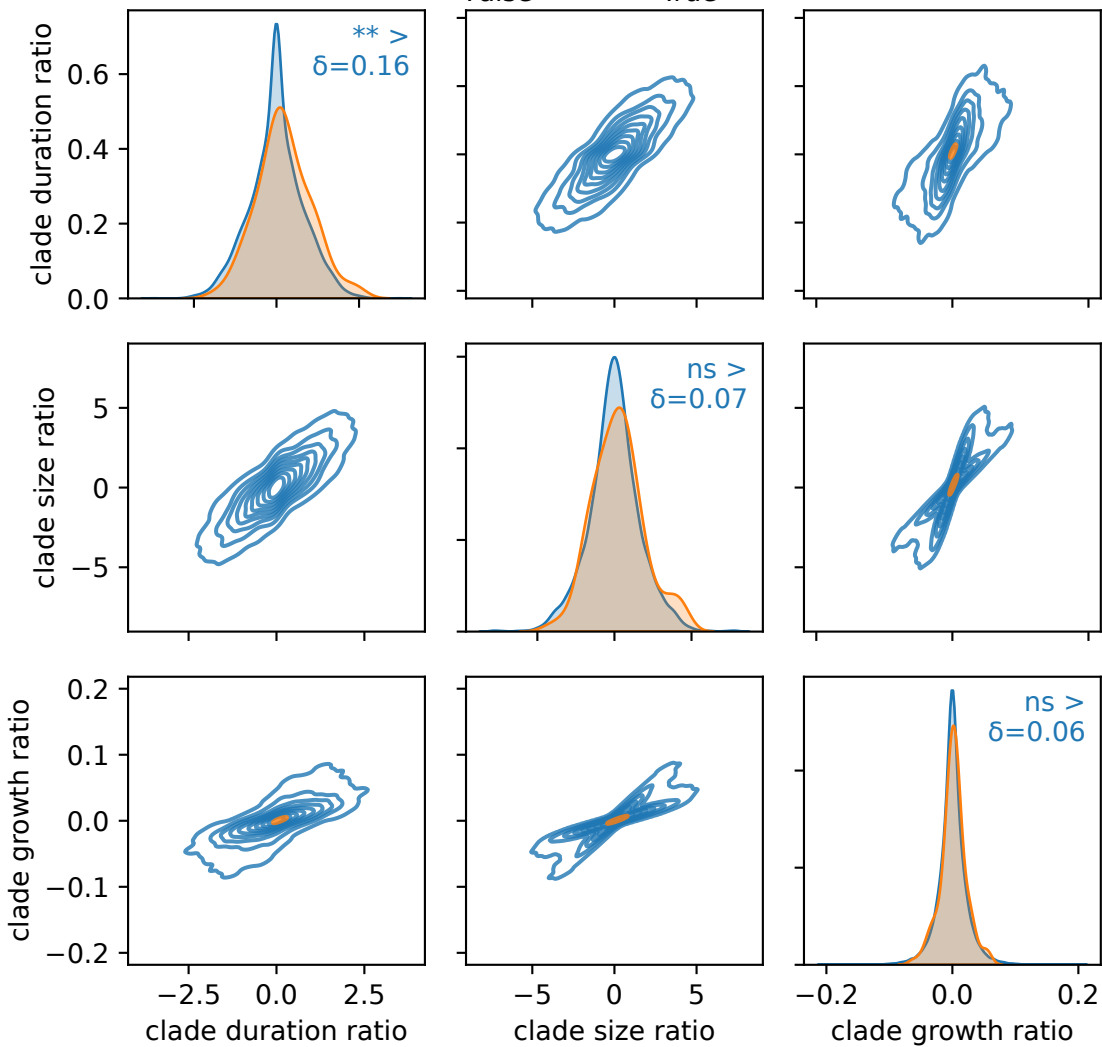 ** >
δ=0.16
clade duration ratio
0.6
0.4
0.2
0.0
ns >
δ=0.07
clade size ratio
5
0
−5
ns >
δ=0.06
clade growth ratio
0.2
0.1
0.0
−0.1
−0.2
−2.5 0.0 2.5 −5 0 5 −0.2 0.0 0.2
clade duration ratio clade size ratio clade growth ratio